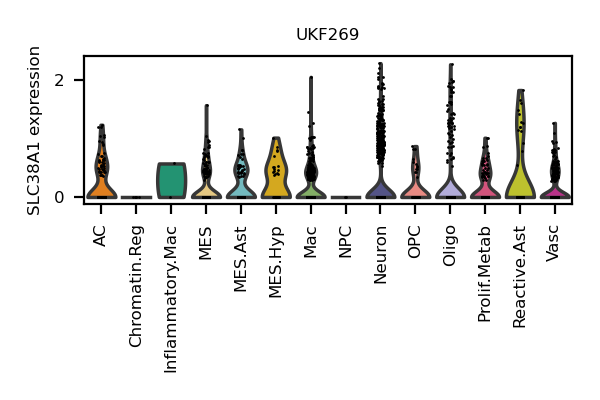 UKF269
SLC38A1 expression
2
0
AC
Chromatin.Reg
Inflammatory.Mac
MES
MES.Ast
MES.Hyp
Mac
NPC
Neuron
OPC
Oligo
Prolif.Metab
Reactive.Ast
Vasc